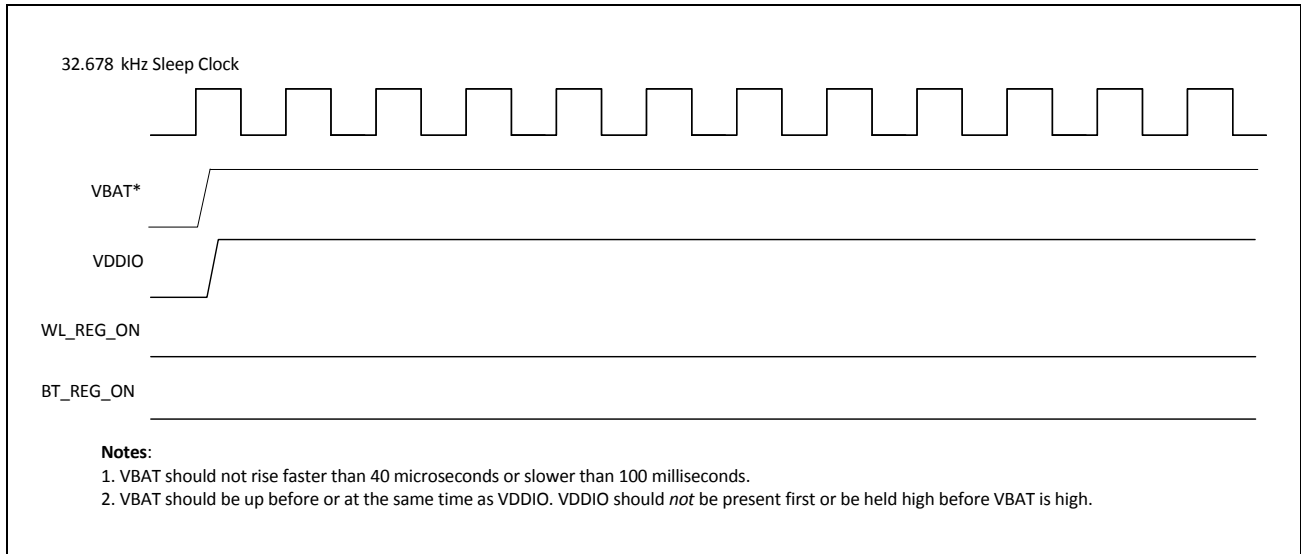 32.678 kHz Sleep Clock
VBAT*
VDDIO
WL_REG_ON
BT_REG_ON
Notes:
1. VBAT should not rise faster than 40 microseconds or slower than 100 milliseconds.
2. VBAT should be up before or at the same time as VDDIO. VDDIO should not be present first or be held high before VBAT is high.